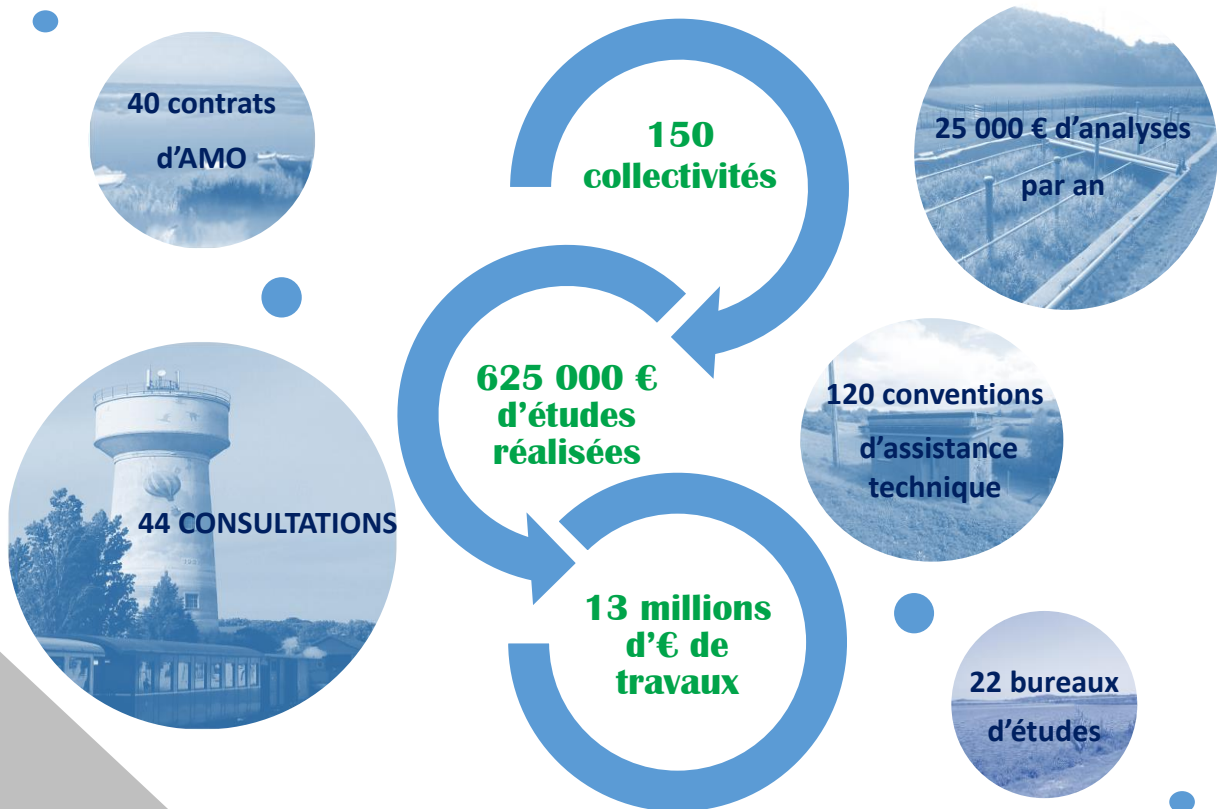 40 contrats
d'AMO
150
collectivités
25 000 € d'analyses
par an
625 000 €
d'études
réalisées
120 conventions
d'assistance
technique
44 CONSULTATIONS
13 millions
d'€ de
travaux
22 bureaux
d'études